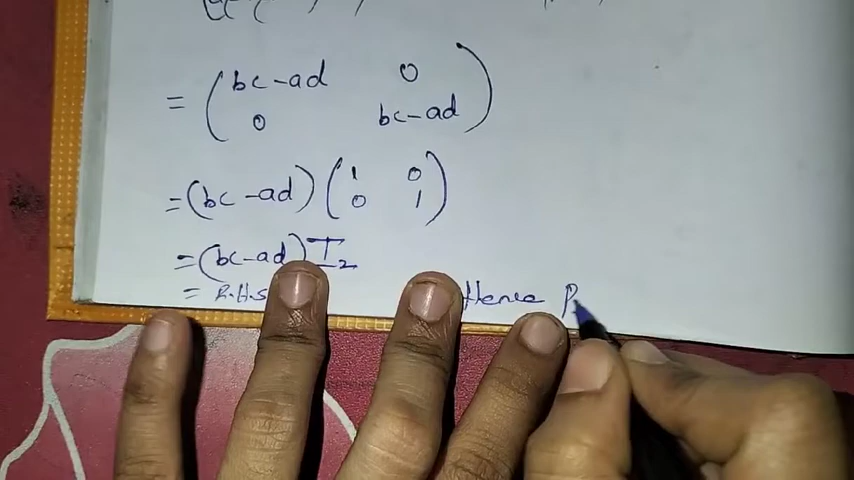 = ( bc-ad 0
0 bc-ad )
= (bc-ad) ( 1 0
0 1 )
= (bc-ad) I₂
= R.H.S Hence P